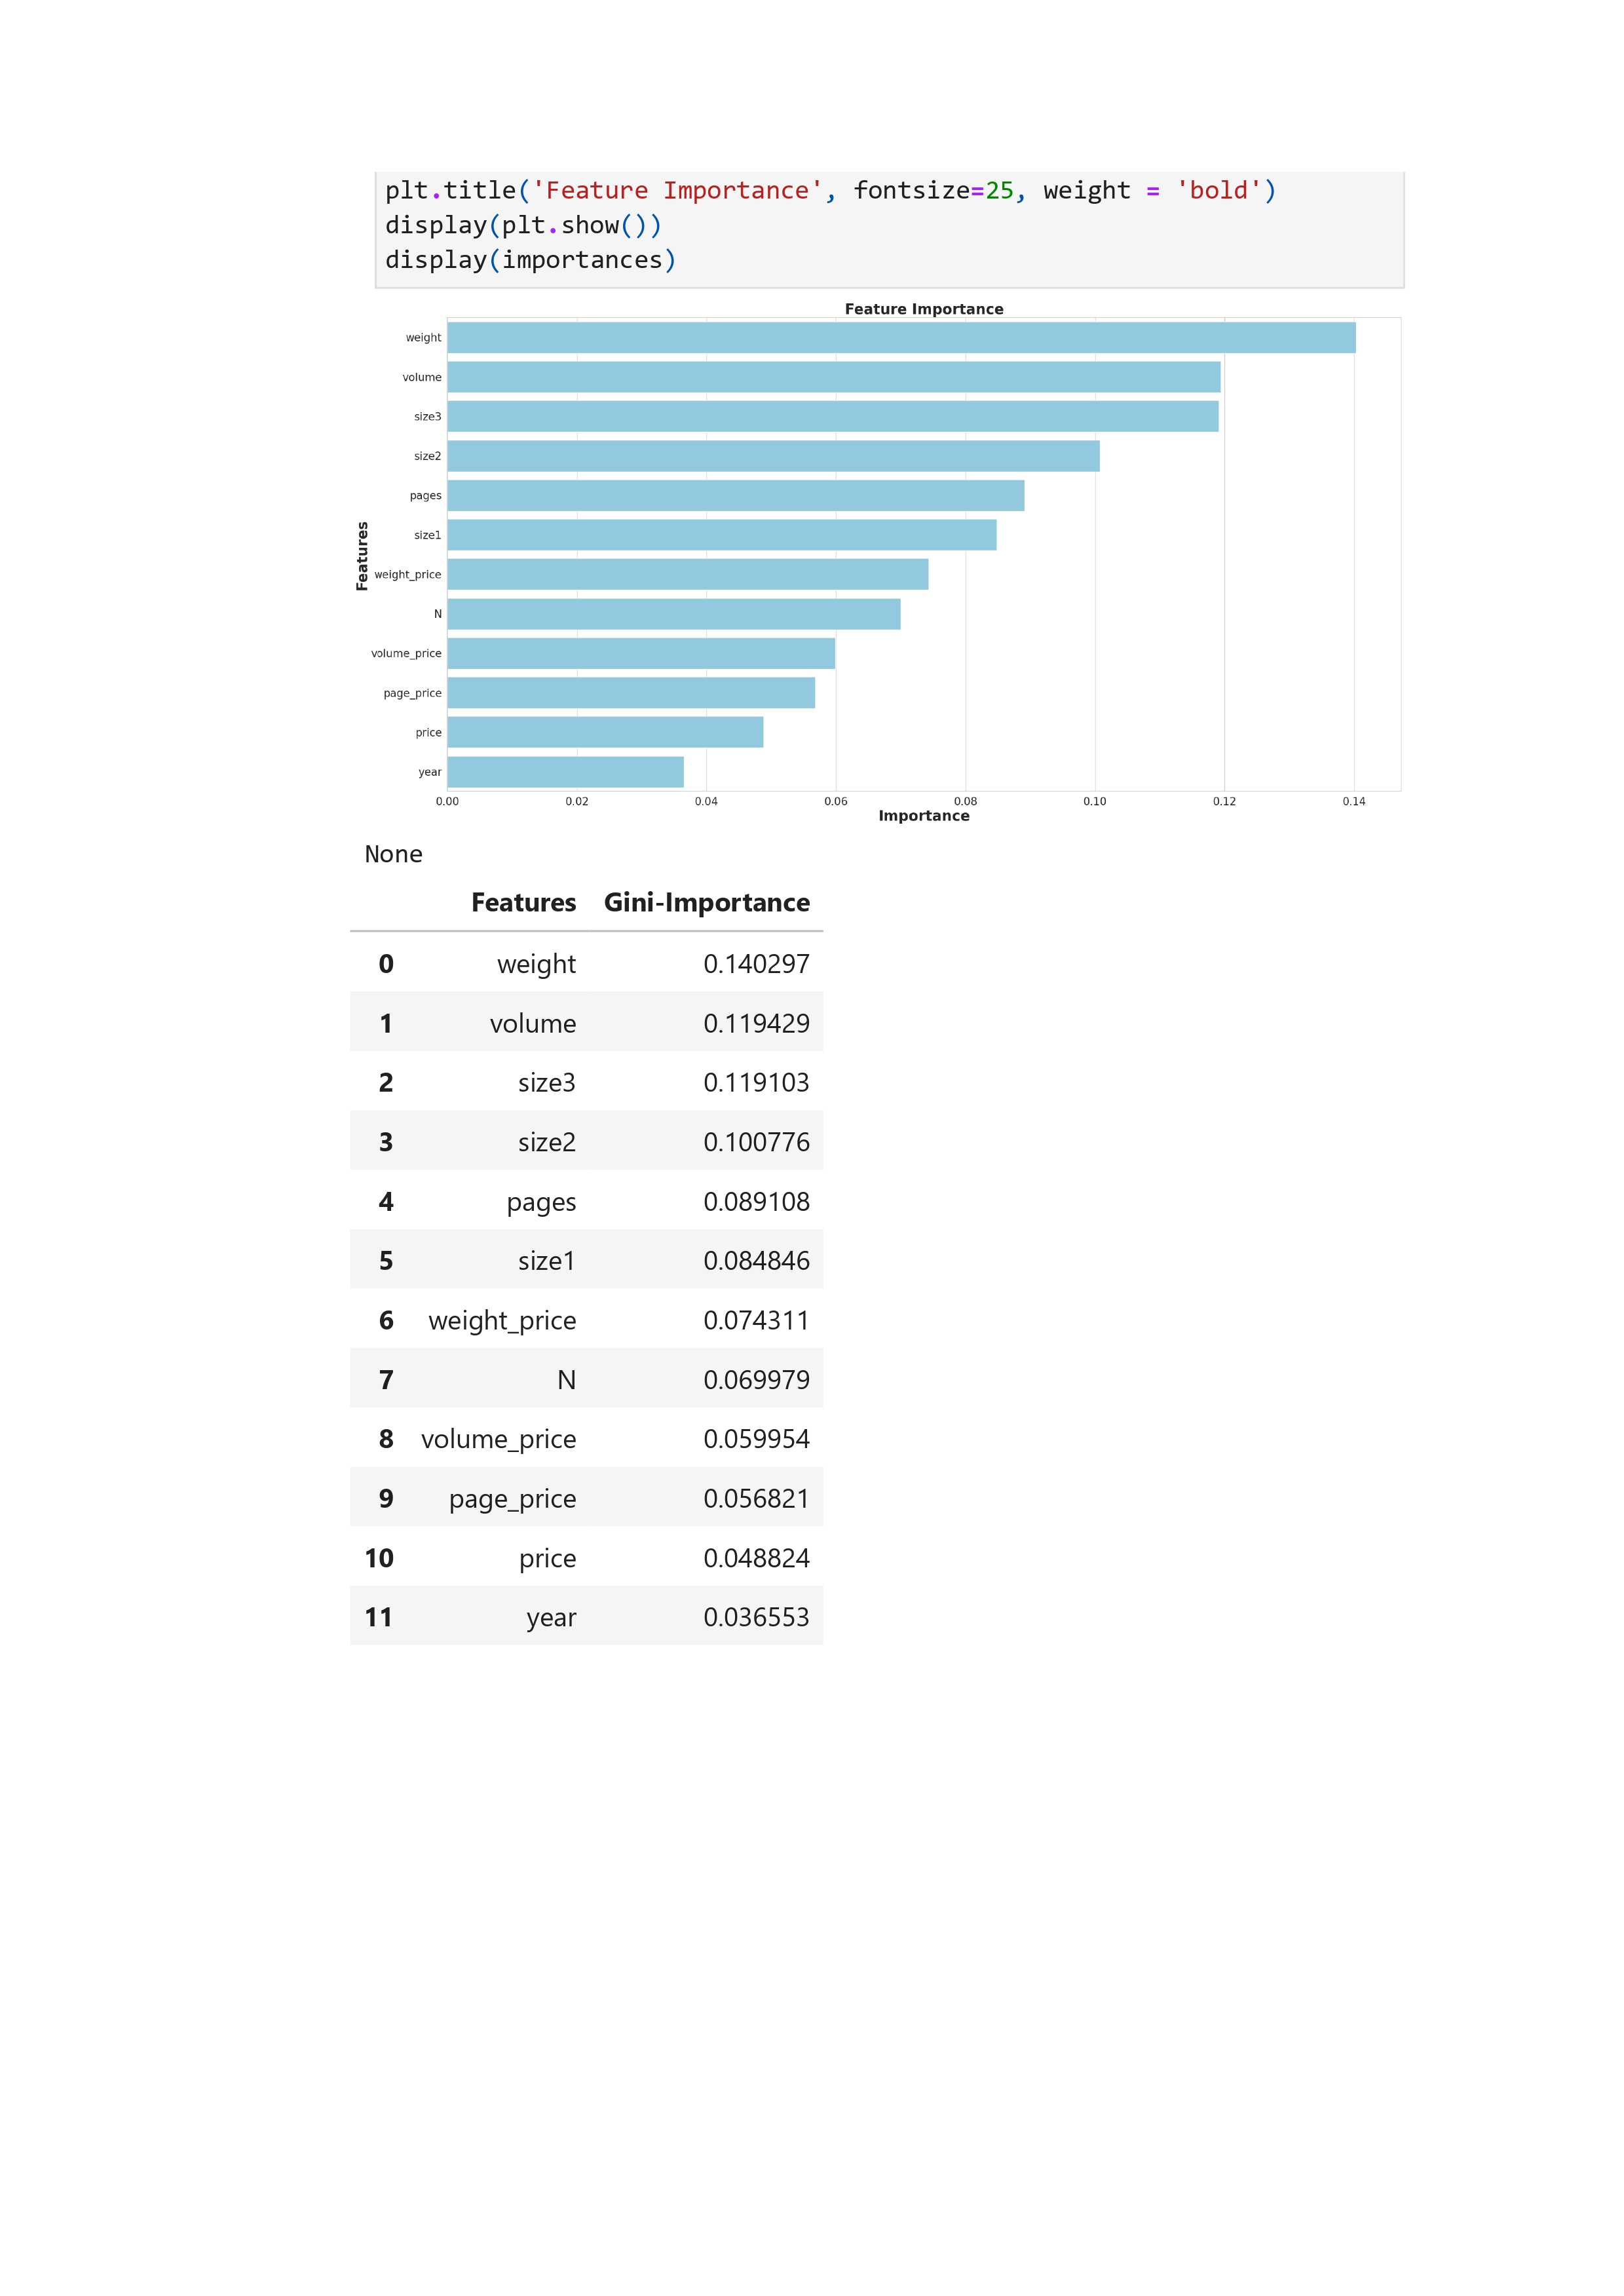 plt.title('Feature Importance', fontsize=25, weight = 'bold')
display(plt.show())
display(importances)
Feature Importance
weight
volume
size3
size2
pages
size1
weight_price
N
volume_price
page_price
price
year
Features
0.00 0.02 0.04 0.06 0.08 0.10 0.12 0.14
Importance
None
Features Gini-Importance
0 weight 0.140297
1 volume 0.119429
2 size3 0.119103
3 size2 0.100776
4 pages 0.089108
5 size1 0.084846
6 weight_price 0.074311
7 N 0.069979
8 volume_price 0.059954
9 page_price 0.056821
10 price 0.048824
11 year 0.036553